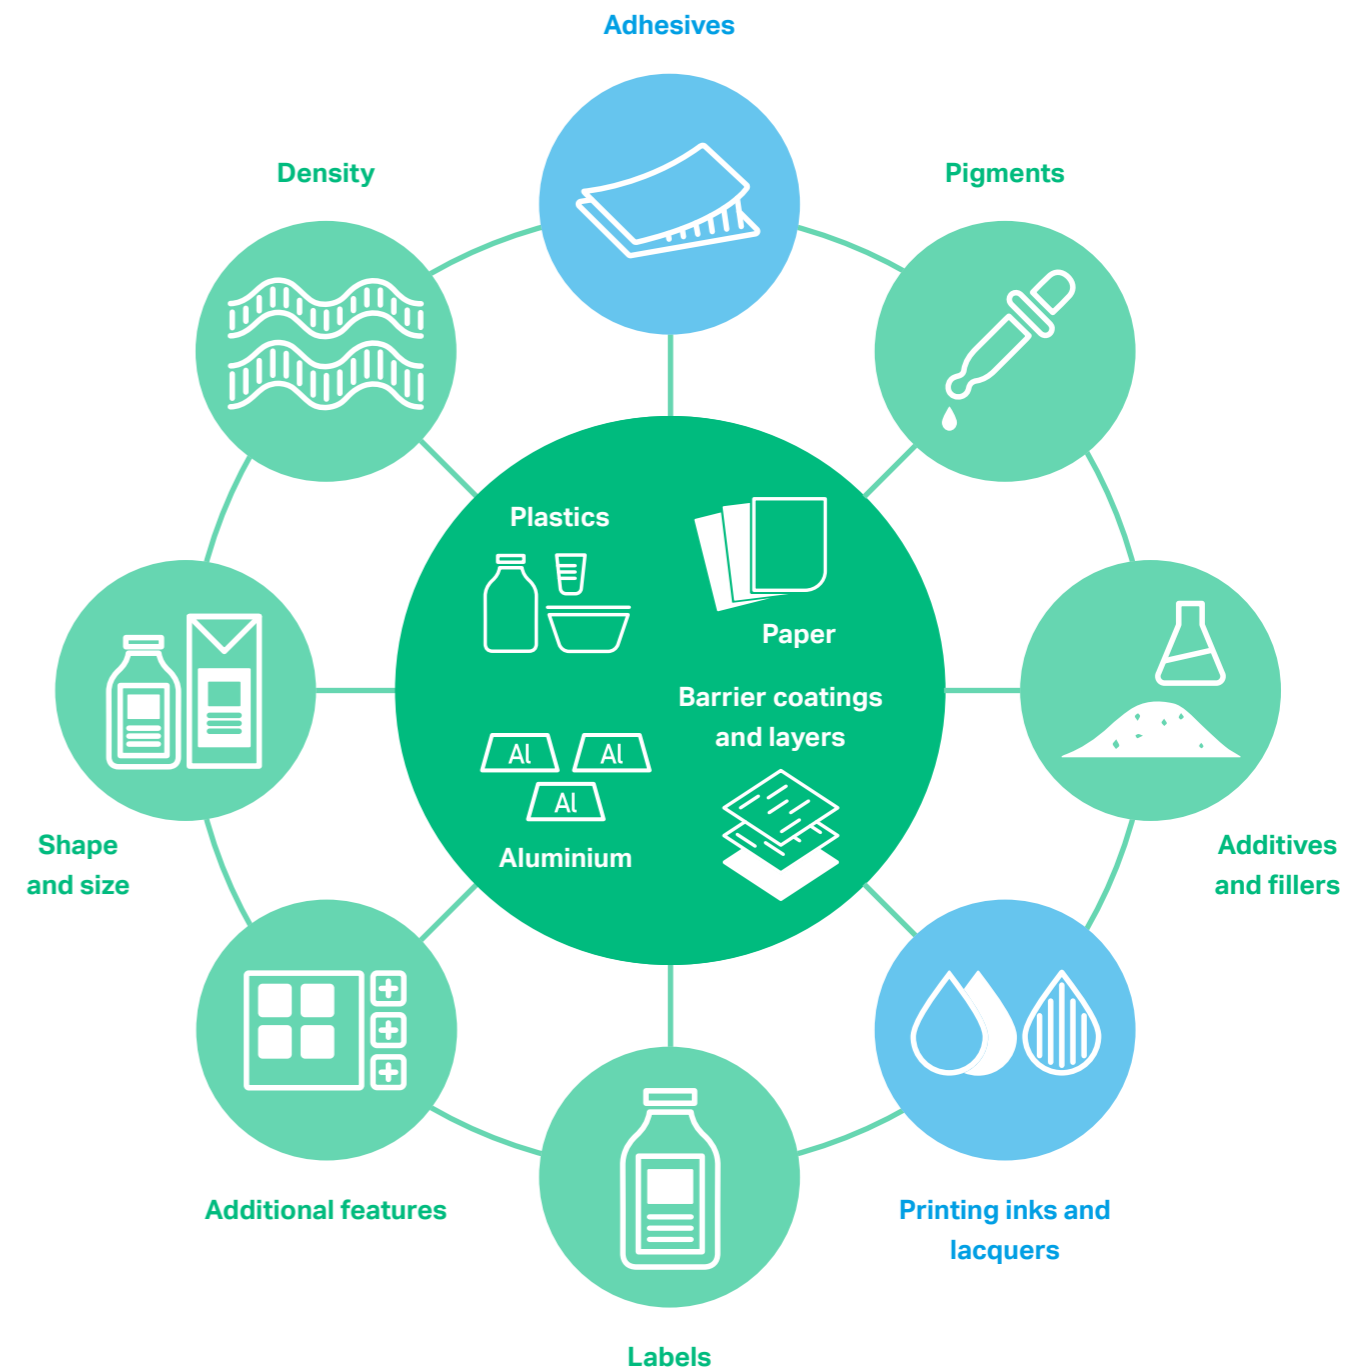 Adhesives
Density
Pigments
Plastics
Paper
Barrier coatings
and layers
Al
Al
Al
Aluminium
Shape
and size
Additives
and fillers
Additional features
Printing inks and
lacquers
Labels